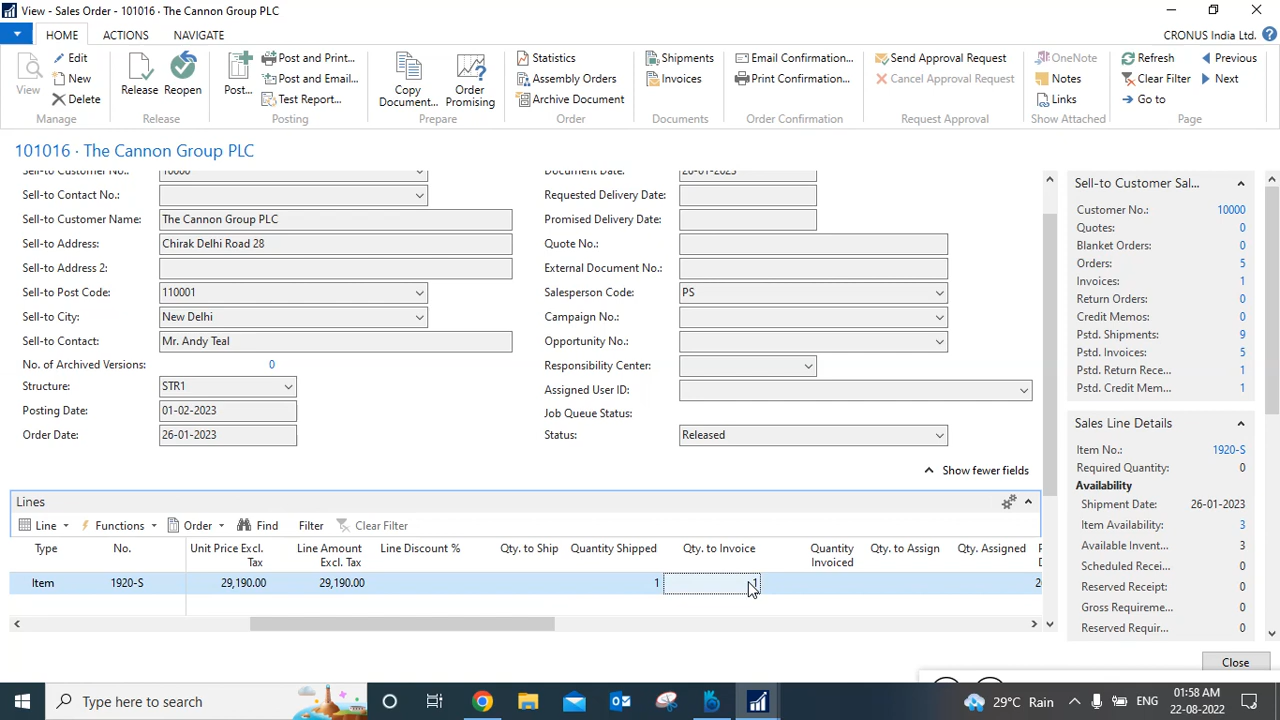 View - Sales Order - 101016 · The Cannon Group PLC
HOME ACTIONS NAVIGATE CRONUS India Ltd.
View Edit New Delete Manage
Release Reopen Release
Post... Post and Print... Post and Email... Test Report... Posting
Copy Document... Order Promising Prepare
Statistics Assembly Orders Archive Document Order
Shipments Invoices Documents
Email Confirmation... Print Confirmation... Order Confirmation
Send Approval Request Cancel Approval Request Request Approval
OneNote Notes Links Show Attached
Refresh Clear Filter Go to Previous Next Page
101016 · The Cannon Group PLC
Sell-to Customer No.: 10000
Sell-to Contact No.:
Sell-to Customer Name: The Cannon Group PLC
Sell-to Address: Chirak Delhi Road 28
Sell-to Address 2:
Sell-to Post Code: 110001
Sell-to City: New Delhi
Sell-to Contact: Mr. Andy Teal
No. of Archived Versions: 0
Structure: STR1
Posting Date: 01-02-2023
Order Date: 26-01-2023
Document Date: 26-01-2023
Requested Delivery Date:
Promised Delivery Date:
Quote No.:
External Document No.:
Salesperson Code: PS
Campaign No.:
Opportunity No.:
Responsibility Center:
Assigned User ID:
Job Queue Status:
Status: Released
Show fewer fields
Lines
Line Functions Order Find Filter Clear Filter
Type No. Unit Price Excl. Tax Line Amount Excl. Tax Line Discount % Qty. to Ship Quantity Shipped Qty. to Invoice Quantity Invoiced Qty. to Assign Qty. Assigned
Item 1920-S 29,190.00 29,190.00 1 1
Sell-to Customer Sal...
Customer No.: 10000
Quotes: 0
Blanket Orders: 0
Orders: 5
Invoices: 1
Return Orders: 0
Credit Memos: 0
Pstd. Shipments: 9
Pstd. Invoices: 5
Pstd. Return Rece... 1
Pstd. Credit Mem... 1
Sales Line Details
Item No.: 1920-S
Required Quantity: 0
Availability
Shipment Date: 26-01-2023
Item Availability: 3
Available Invent... 3
Scheduled Recei... 0
Reserved Receipt: 0
Gross Requireme... 0
Reserved Requir... 0
Close
Type here to search
29°C Rain ENG 01:58 AM
22-08-2022